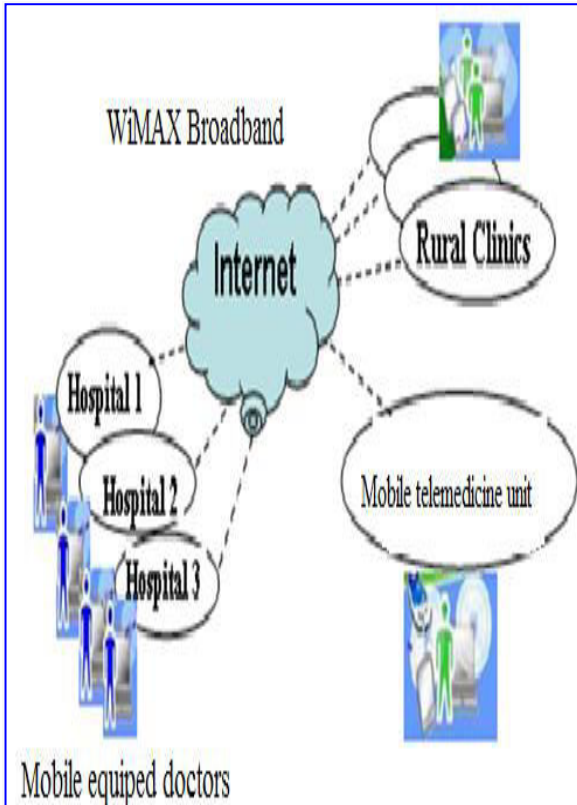 WiMAX Broadband
Rural Clinics
Internet
Hospital 1
Hospital 2
Mobile telemedicine unit
Hospital 3
Mobile equiped doctors